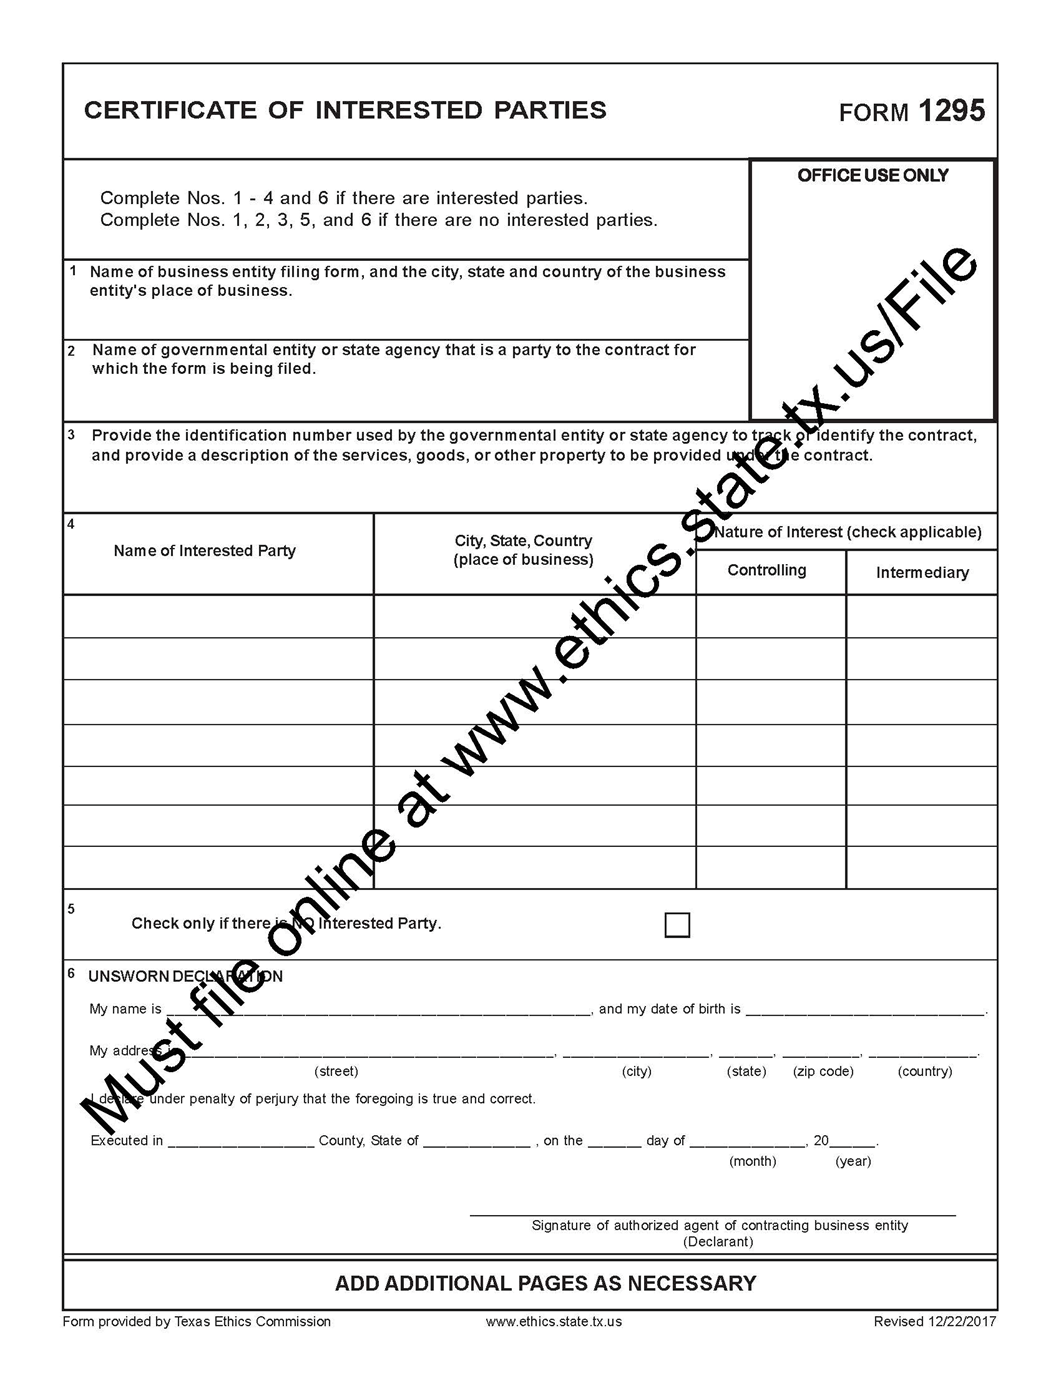 CERTIFICATE OF INTERESTED PARTIES
FORM 1295
OFFICE USE ONLY
Complete Nos. 1 - 4 and 6 if there are interested parties.
Complete Nos. 1, 2, 3, 5, and 6 if there are no interested parties.
1 Name of business entity filing form, and the city, state and country of the business
entity's place of business.
2 Name of governmental entity or state agency that is a party to the contract for
which the form is being filed.
3 Provide the identification number used by the governmental entity or state agency to track or identify the contract,
and provide a description of the services, goods, or other property to be provided under the contract.
4
Name of Interested Party
City, State, Country
(place of business)
Nature of Interest (check applicable)
Controlling
Intermediary
5
Check only if there is NO Interested Party.
6 UNSWORN DECLARATION
My name is ____________________, and my date of birth is ____________________.
My address is ____________________, ____________________, ______, __________, ______________.
(street) (city) (state) (zip code) (country)
I declare under penalty of perjury that the foregoing is true and correct.
Executed in ___________________ County, State of ______________ , on the _______ day of _______________, 20______.
(month) (year)
Signature of authorized agent of contracting business entity
(Declarant)
ADD ADDITIONAL PAGES AS NECESSARY
Form provided by Texas Ethics Commission
www.ethics.state.tx.us
Revised 12/22/2017
Must file online at www.ethics.state.tx.us/File